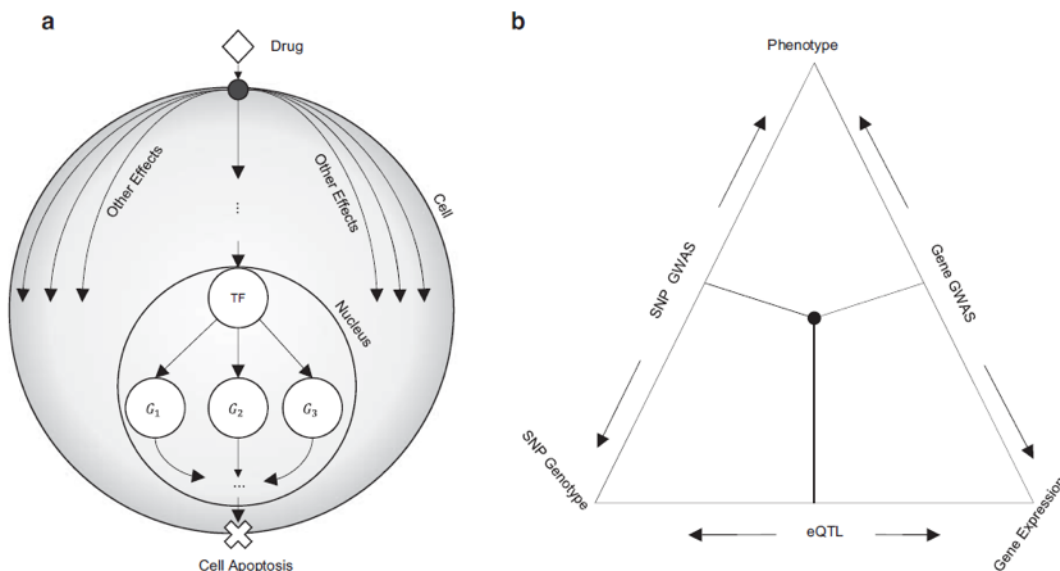 a
Drug
Other Effects
Other Effects
Cell
...
TF
Nucleus
G₁
G₂
G₃
...
Cell Apoptosis
b
Phenotype
SNP GWAS
Gene GWAS
SNP Genotype
eQTL
Gene Expression